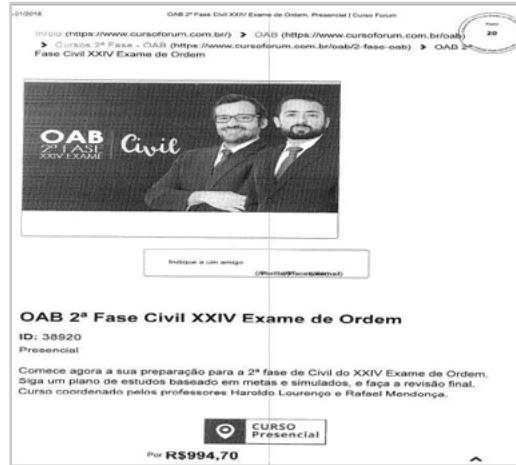 -01/2018
OAB 2ª Fase Civil XXIV Exame de Ordem, Presencial | Curso Forum
20
Início (https://www.cursoforum.com.br/) > OAB (https://www.cursoforum.com.br/oab)
> Cursos 2ª Fase - OAB (https://www.cursoforum.com.br/oab/2-fase-oab) > OAB 2ª
Fase Civil XXIV Exame de Ordem
OAB
2ª FASE
XXIV EXAME
Civil
Indique a um amigo
OAB 2ª Fase Civil XXIV Exame de Ordem
ID: 38920
Presencial
Comece agora a sua preparação para a 2ª fase de Civil do XXIV Exame de Ordem.
Siga um plano de estudos baseado em metas e simulados, e faça a revisão final.
Curso coordenado pelos professores Haroldo Lourenço e Rafael Mendonça.
CURSO
Presencial
Por R$994,70